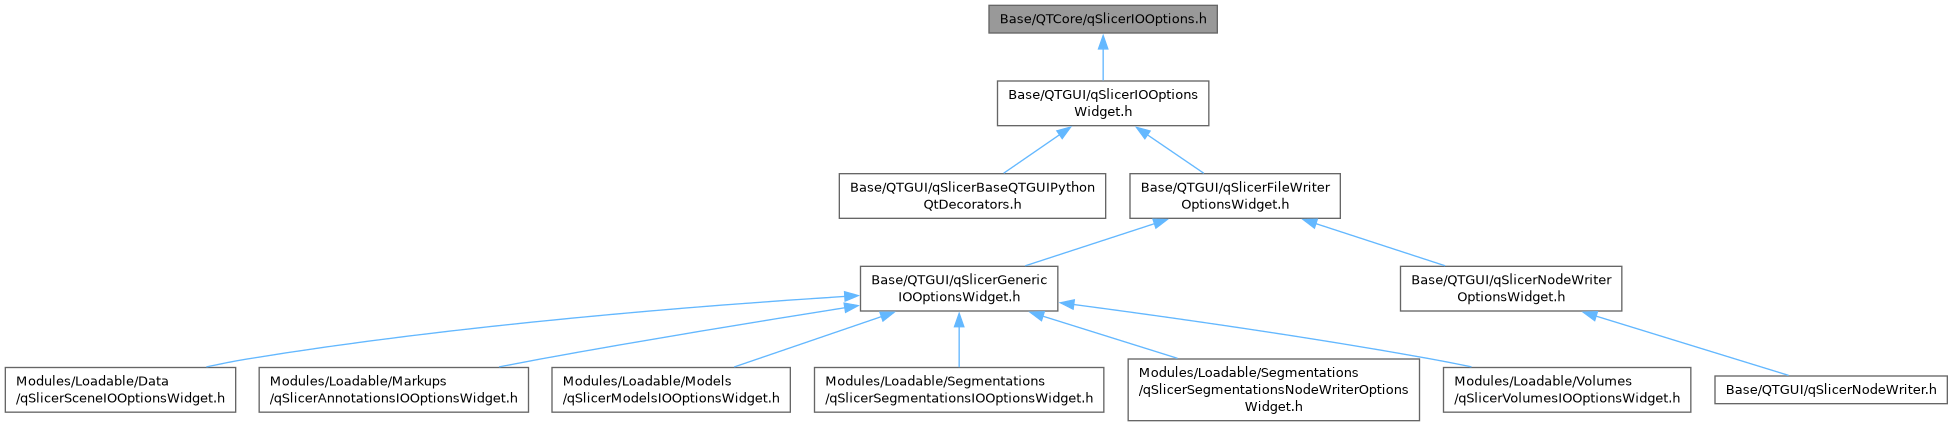 Base/QTCore/qSlicerIOOptions.h
Base/QTGUI/qSlicerIOOptions
Widget.h
Base/QTGUI/qSlicerBaseQTGUIPython
QtDecorators.h
Base/QTGUI/qSlicerFileWriter
OptionsWidget.h
Base/QTGUI/qSlicerGeneric
IOOptionsWidget.h
Base/QTGUI/qSlicerNodeWriter
OptionsWidget.h
Modules/Loadable/Data
/qSlicerSceneIOOptionsWidget.h
Modules/Loadable/Markups
/qSlicerAnnotationsIOOptionsWidget.h
Modules/Loadable/Models
/qSlicerModelsIOOptionsWidget.h
Modules/Loadable/Segmentations
/qSlicerSegmentationsIOOptionsWidget.h
Modules/Loadable/Segmentations
/qSlicerSegmentationsNodeWriterOptions
Widget.h
Modules/Loadable/Volumes
/qSlicerVolumesIOOptionsWidget.h
Base/QTGUI/qSlicerNodeWriter.h